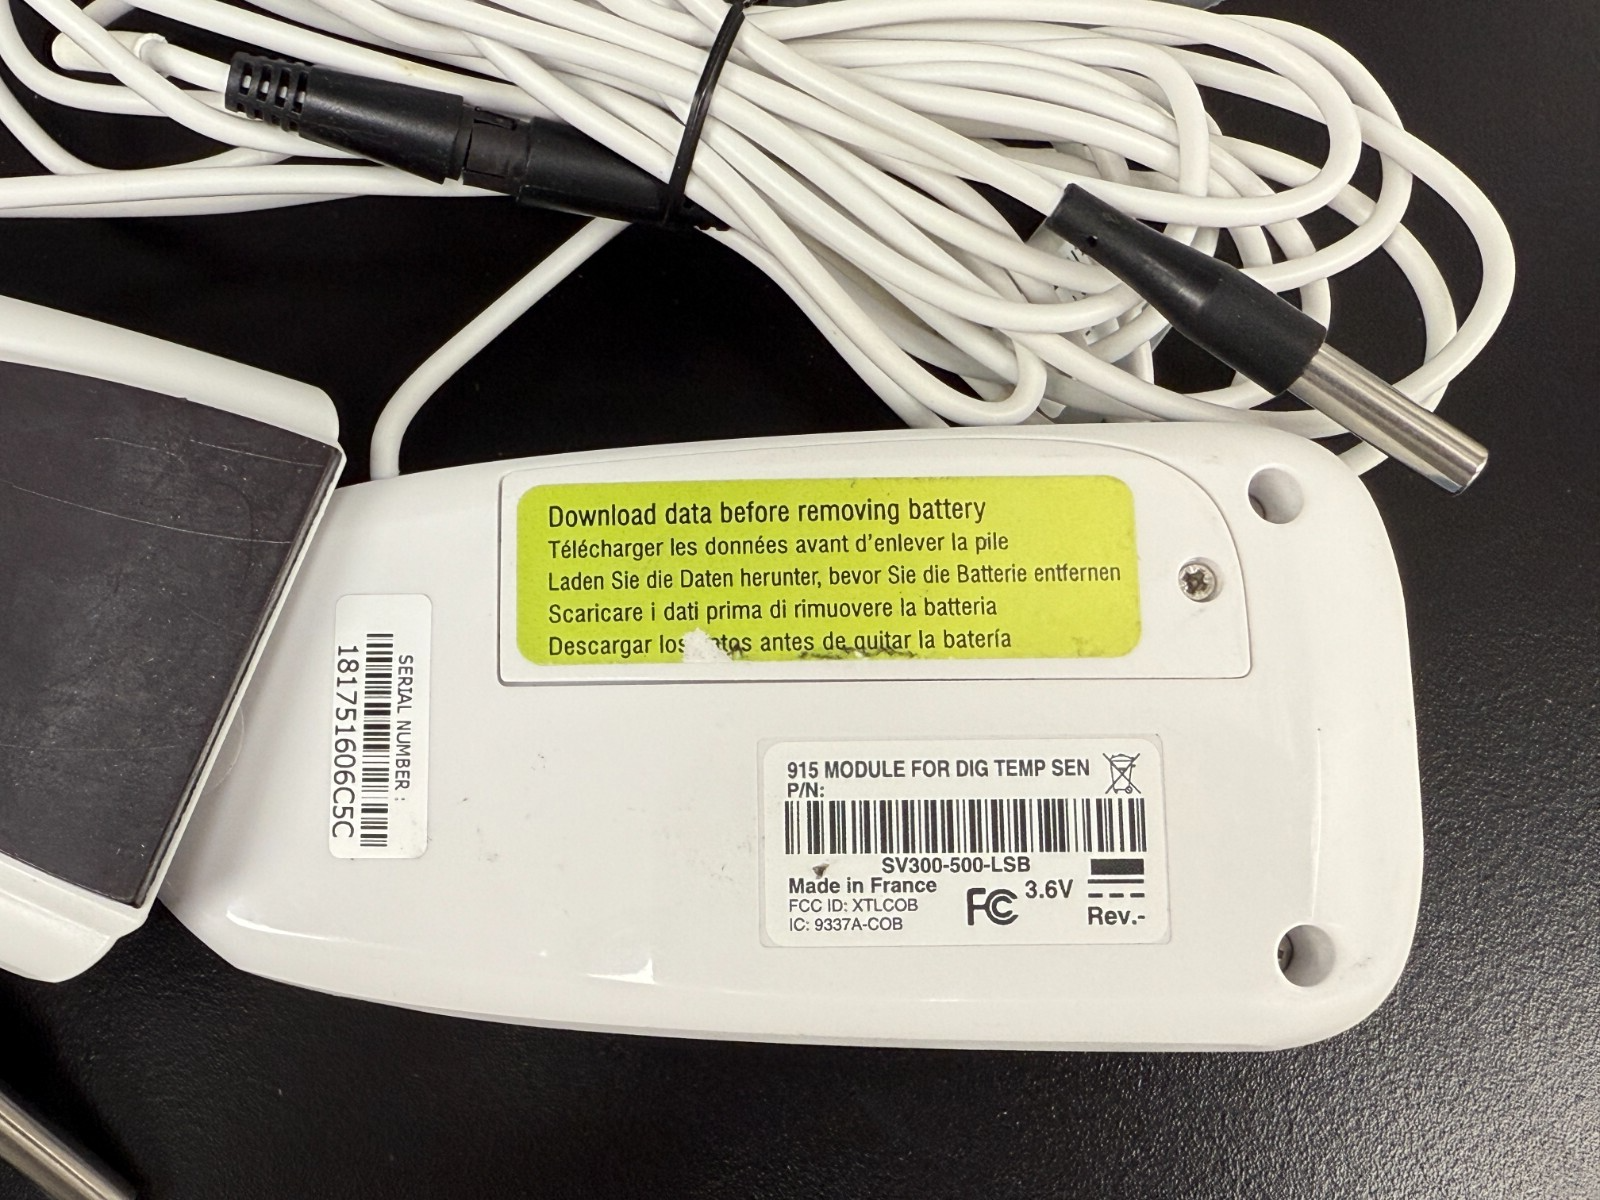 Download data before removing battery
Télécharger les données avant d'enlever la pile
Laden Sie die Daten herunter, bevor Sie die Batterie entfernen
Scaricare i dati prima di rimuovere la batteria
Descargar los antes de quitar la batería
SERIAL NUMBER :
181751606C5C
915 MODULE FOR DIG TEMP SEN
P/N:
SV300-500-LSB
Made in France
FCC ID: XTLCOB
IC: 9337A-COB
FC
3.6V
Rev.-